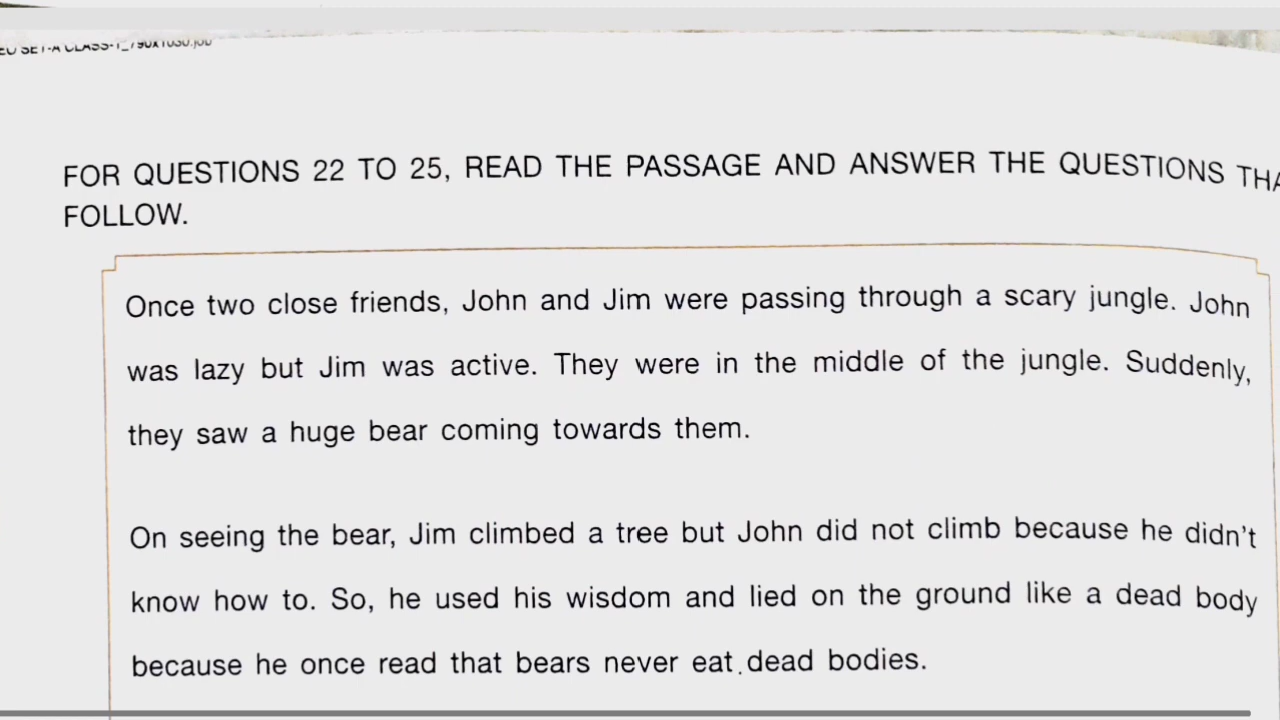 FOR QUESTIONS 22 TO 25, READ THE PASSAGE AND ANSWER THE QUESTIONS
FOLLOW.
Once two close friends, John and Jim were passing through a scary jungle. John
was lazy but Jim was active. They were in the middle of the jungle. Suddenly,
they saw a huge bear coming towards them.
On seeing the bear, Jim climbed a tree but John did not climb because he didn't
know how to. So, he used his wisdom and lied on the ground like a dead body
because he once read that bears never eat dead bodies.